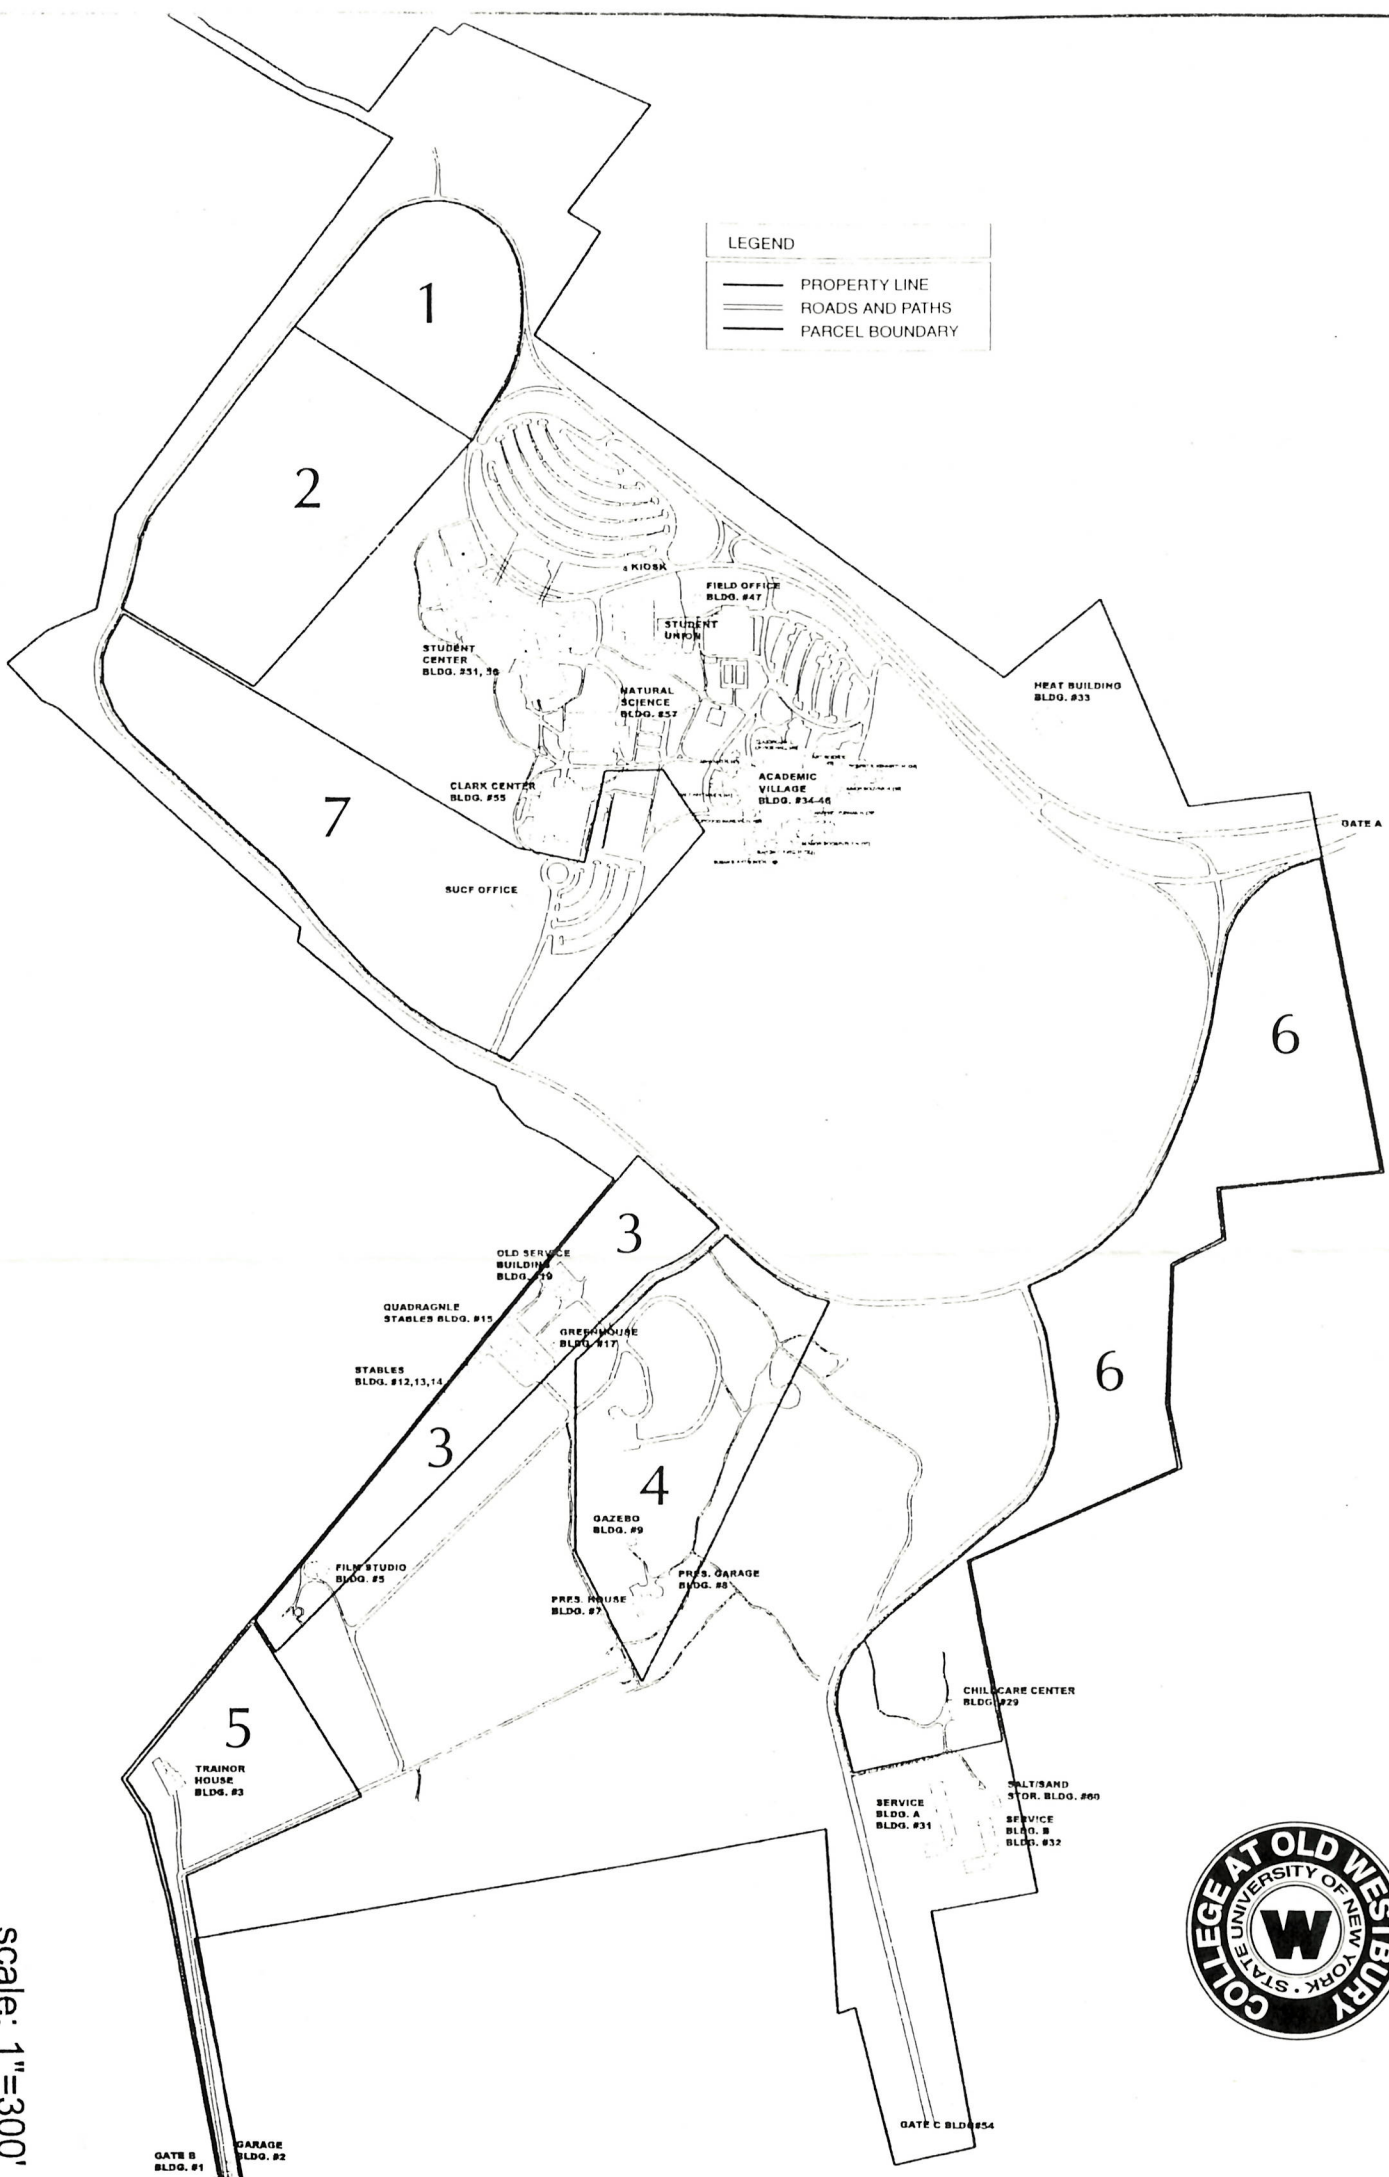 LEGEND
PROPERTY LINE
ROADS AND PATHS
PARCEL BOUNDARY
1
2
KIOSK
FIELD OFFICE
BLDG. #47
STUDENT
UNION
STUDENT
CENTER
BLDG. #51, 56
NATURAL
SCIENCE
BLDG. #57
HEAT BUILDING
BLDG. #33
CLARK CENTER
BLDG. #55
ACADEMIC
VILLAGE
BLDG. #34-46
7
GATE A
SUCF OFFICE
6
3
OLD SERVICE
BUILDING
BLDG. #19
QUADRAGNLE
STABLES BLDG. #15
GREENHOUSE
BLDG. #17
STABLES
BLDG. #12,13,14
6
3
4
GAZEBO
BLDG. #9
FILM STUDIO
BLDG. #5
PRES. GARAGE
BLDG. #8
PRES. HOUSE
BLDG. #7
CHILDCARE CENTER
BLDG. #29
5
TRAINOR
HOUSE
BLDG. #3
SALT/SAND
STOR. BLDG. #60
SERVICE
BLDG. A
BLDG. #31
SERVICE
BLDG. B
BLDG. #32
COLLEGE AT OLD WESTBURY
STATE UNIVERSITY OF NEW YORK
W
scale: 1"=300'
GATE C BLDG#54
GATE B
BLDG. #1
GARAGE
BLDG. #2